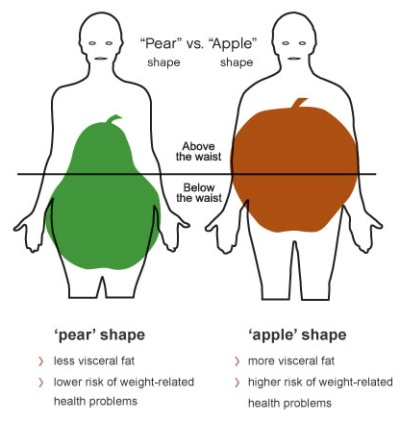 "Pear" vs. "Apple"
shape shape
Above
the waist
Below
the waist
‘pear’ shape
less visceral fat
lower risk of weight-related
health problems
‘apple’ shape
more visceral fat
higher risk of weight-related
health problems